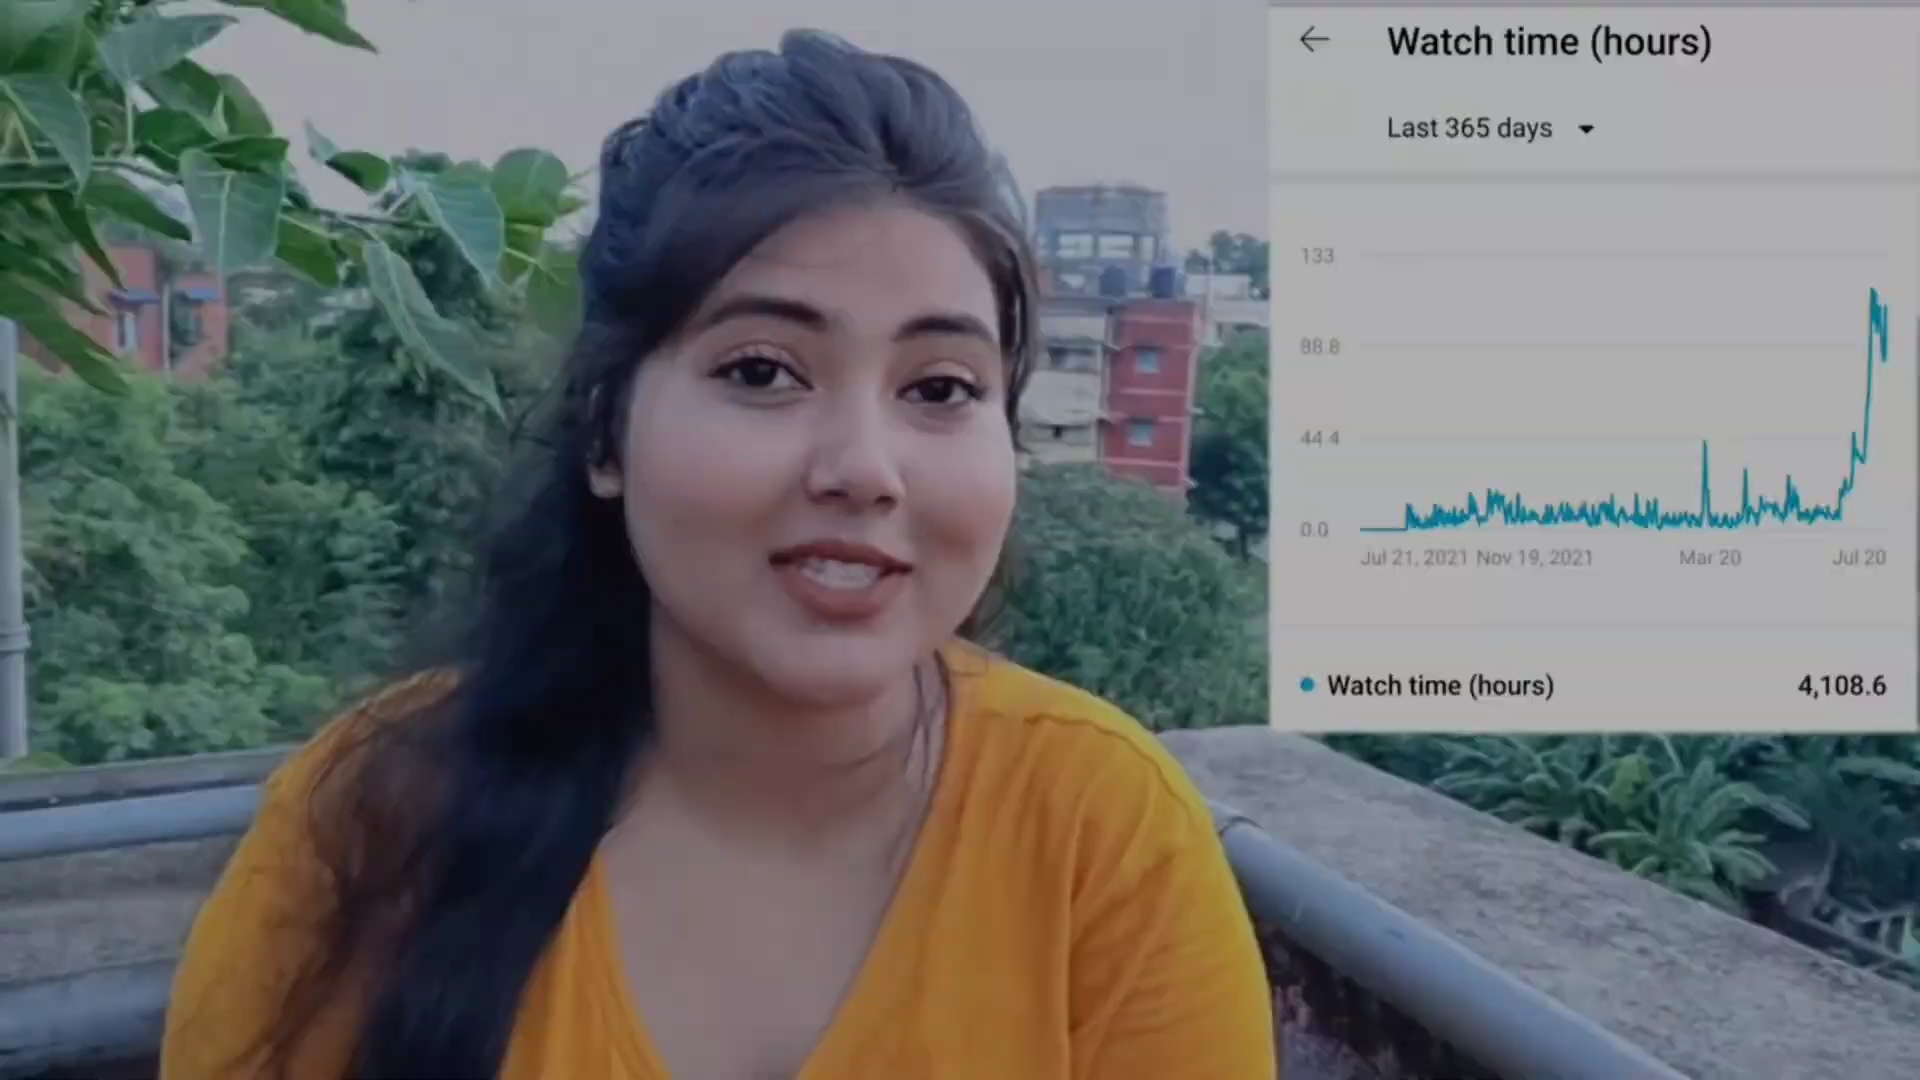 Watch time (hours)
Last 365 days
133
88.8
44.4
0.0
Jul 21, 2021 Nov 19, 2021 Mar 20 Jul 20
Watch time (hours) 4,108.6